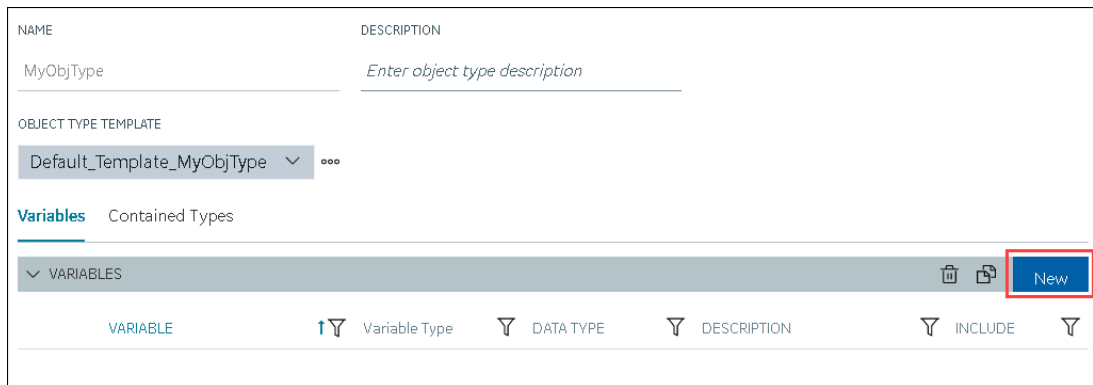 NAME DESCRIPTION
MyObjType Enter object type description
OBJECT TYPE TEMPLATE
Default_Template_MyObjType
Variables Contained Types
VARIABLES New
VARIABLE Variable Type DATA TYPE DESCRIPTION INCLUDE